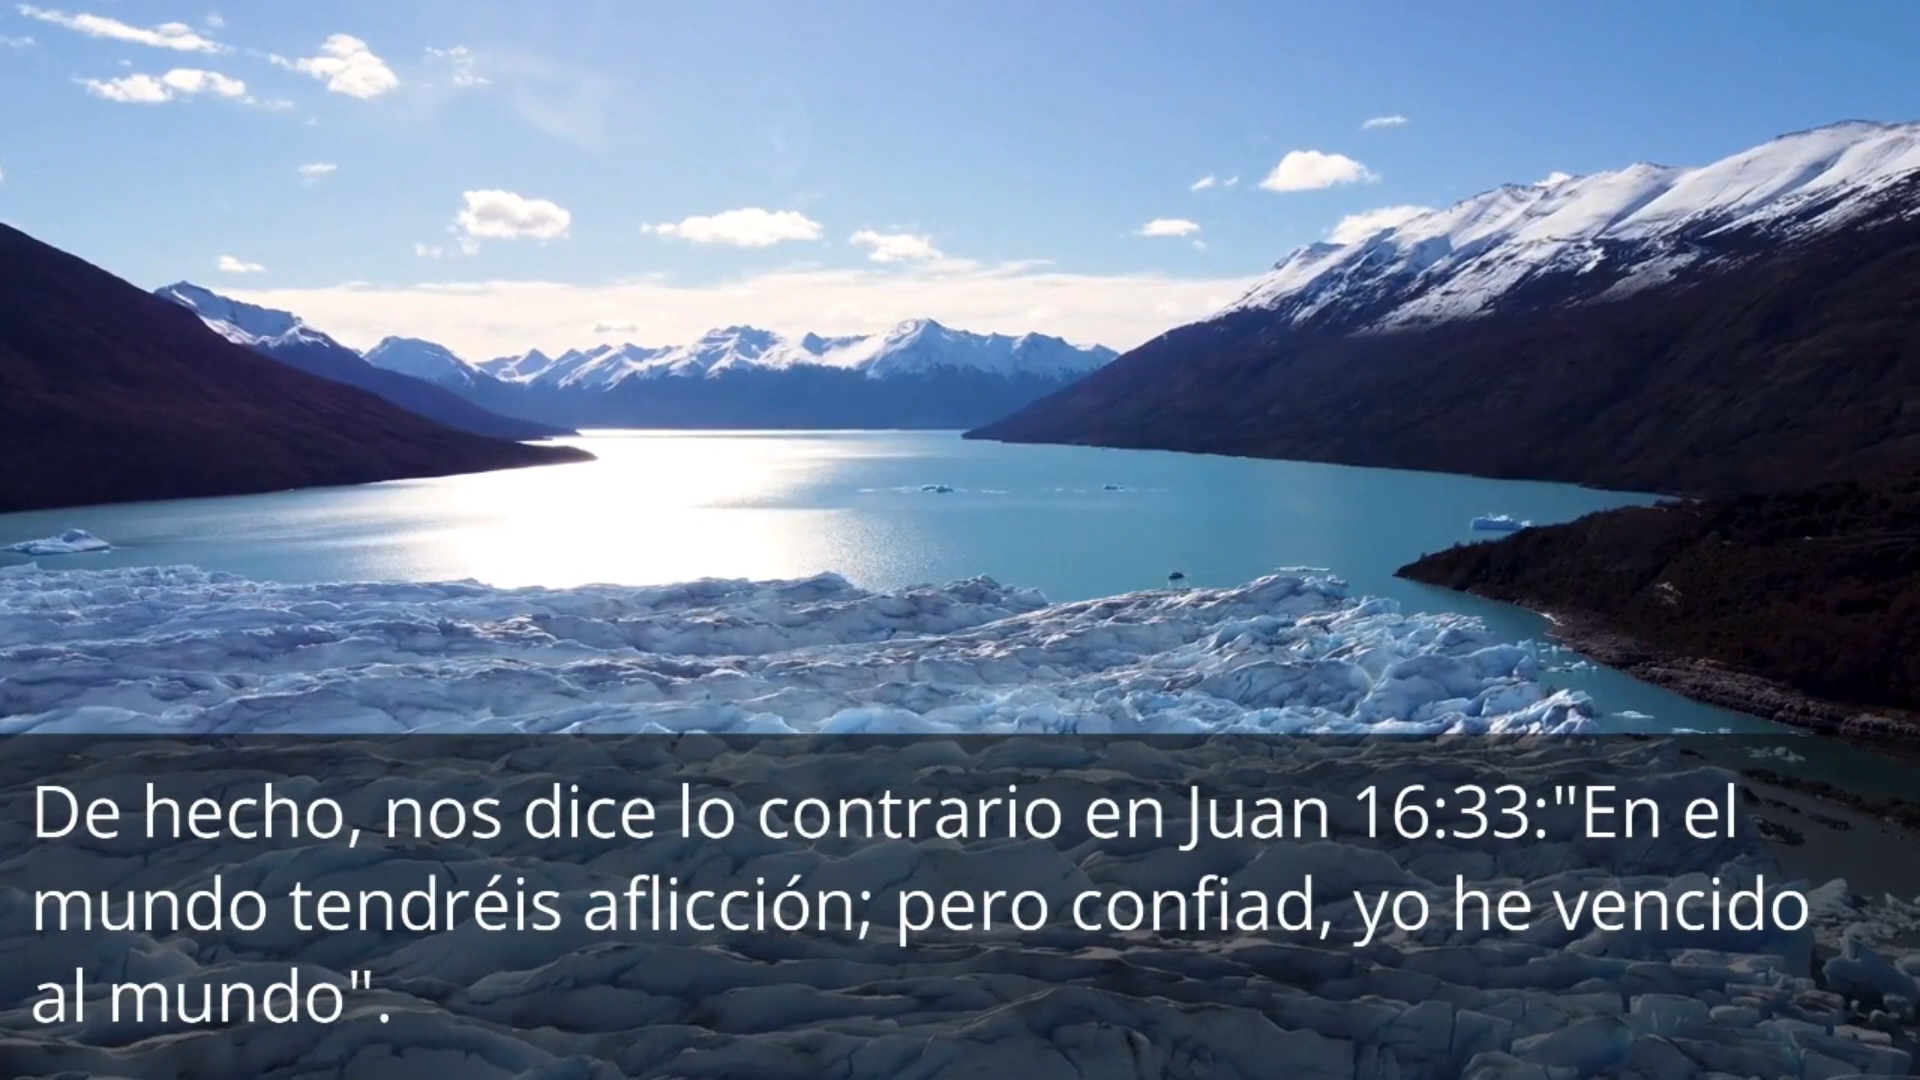 De hecho, nos dice lo contrario en Juan 16:33:"En el
mundo tendréis aflicción; pero confiad, yo he vencido
al mundo".